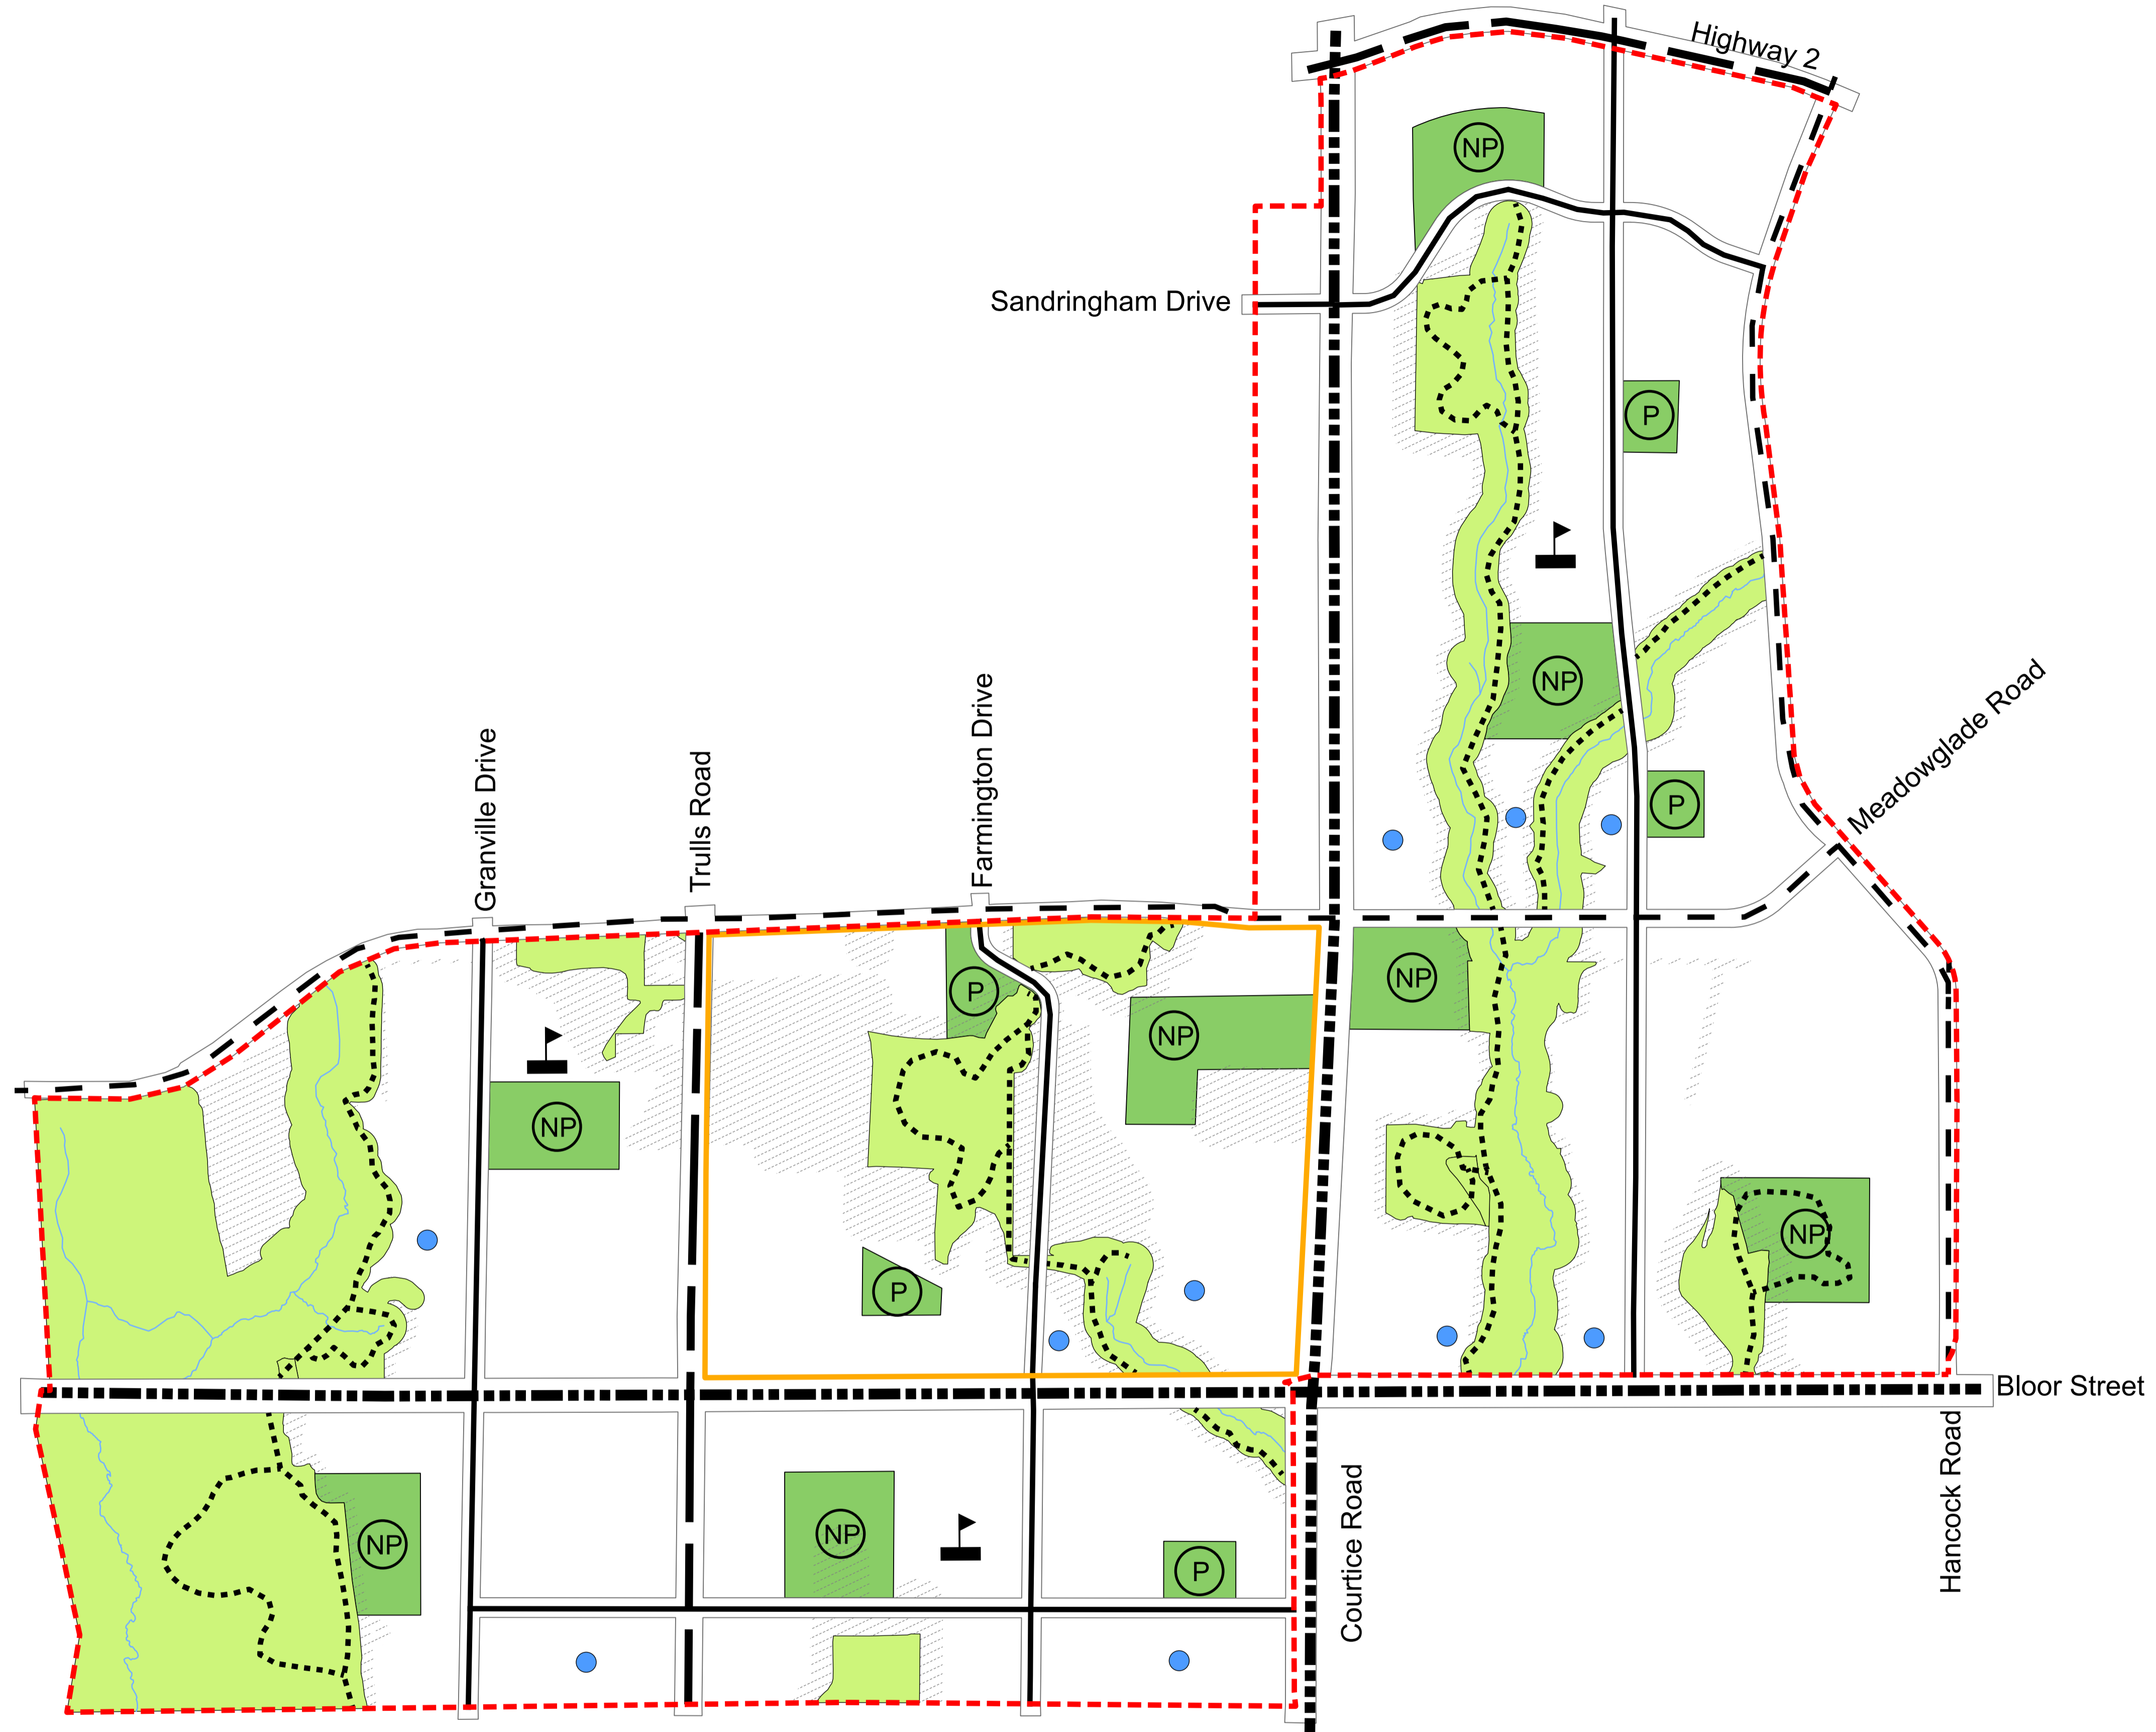 Highway 2
NP
Sandringham Drive
P
NP
Meadowglade Road
P
Granville Drive
Trulls Road
Farmington Drive
NP
P
NP
NP
NP
P
Bloor Street
Hancock Road
Courtice Road
NP
NP
P